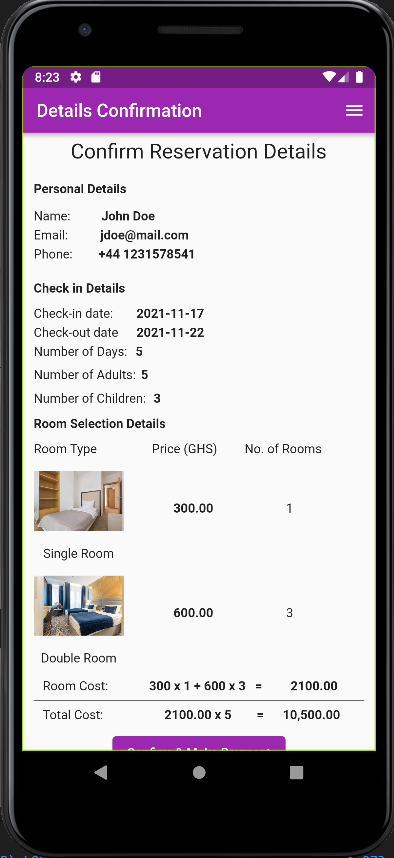 8:23
Details Confirmation
Confirm Reservation Details
Personal Details
Name: John Doe
Email: jdoe@mail.com
Phone: +44 1231578541
Check in Details
Check-in date: 2021-11-17
Check-out date 2021-11-22
Number of Days: 5
Number of Adults: 5
Number of Children: 3
Room Selection Details
Room Type Price (GHS) No. of Rooms
300.00 1
Single Room
600.00 3
Double Room
Room Cost: 300 x 1 + 600 x 3 = 2100.00
Total Cost: 2100.00 x 5 = 10,500.00